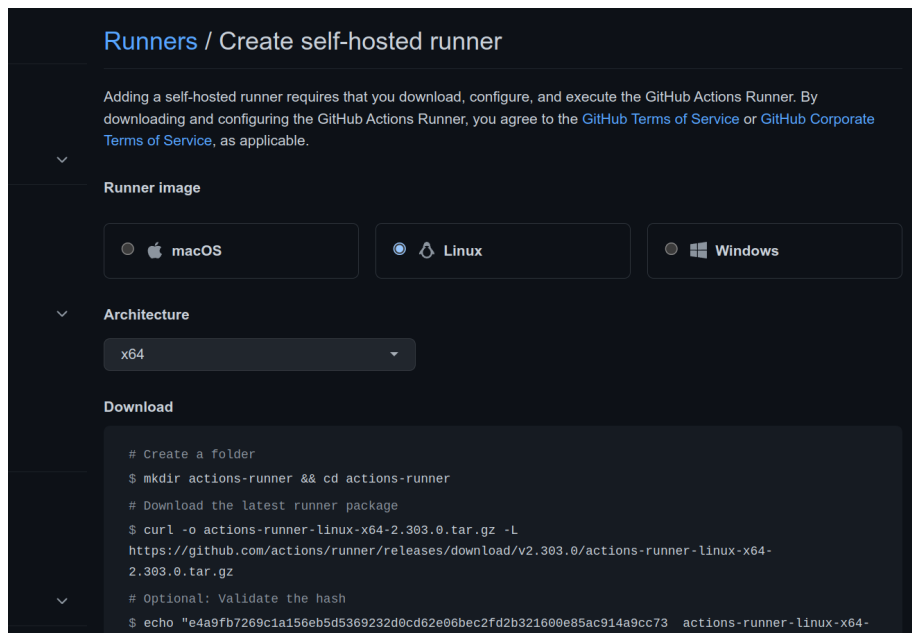 Runners / Create self-hosted runner
Adding a self-hosted runner requires that you download, configure, and execute the GitHub Actions Runner. By
downloading and configuring the GitHub Actions Runner, you agree to the GitHub Terms of Service or GitHub Corporate
Terms of Service, as applicable.
Runner image
macOS
Linux
Windows
Architecture
x64
Download
# Create a folder
$ mkdir actions-runner && cd actions-runner
# Download the latest runner package
$ curl -o actions-runner-linux-x64-2.303.0.tar.gz -L
https://github.com/actions/runner/releases/download/v2.303.0/actions-runner-linux-x64-
2.303.0.tar.gz
# Optional: Validate the hash
$ echo "e4a9fb7269c1a156eb5d5369232d0cd62e06bec2fd2b321600e85ac914a9cc73  actions-runner-linux-x64-